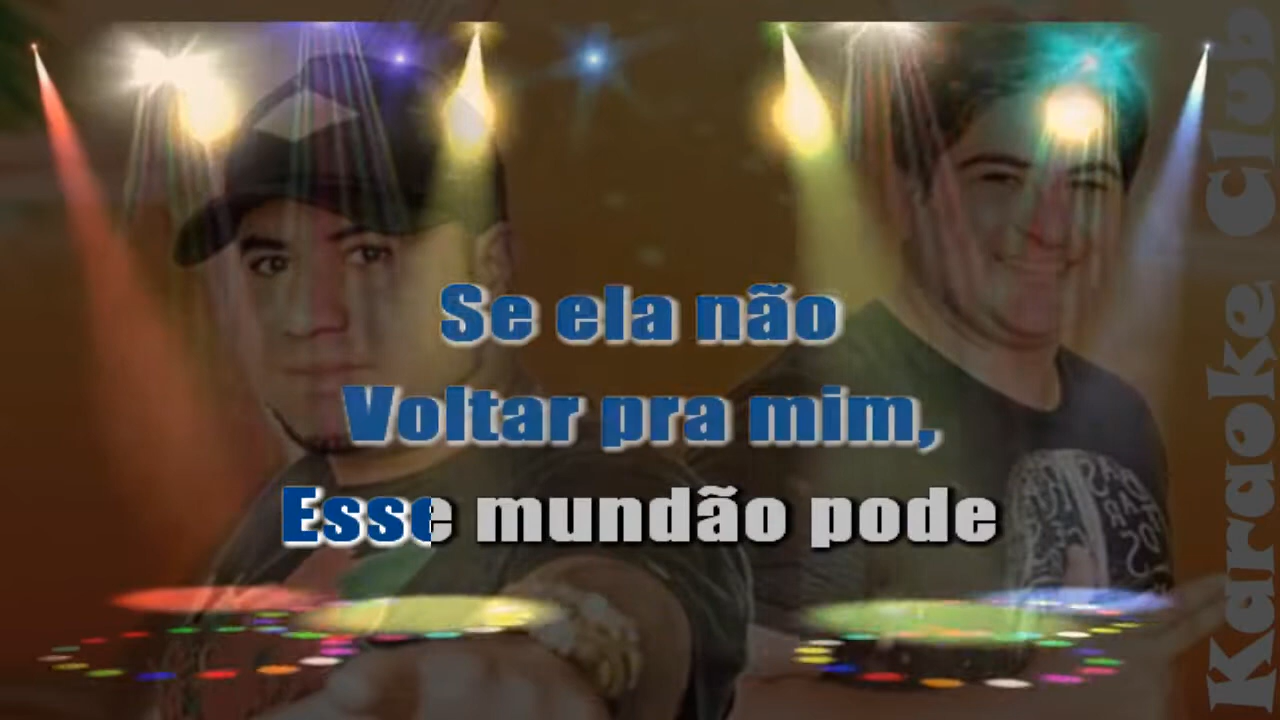 Se ela não
Voltar pra mim,
Esse mundão pode
Karaoke Club